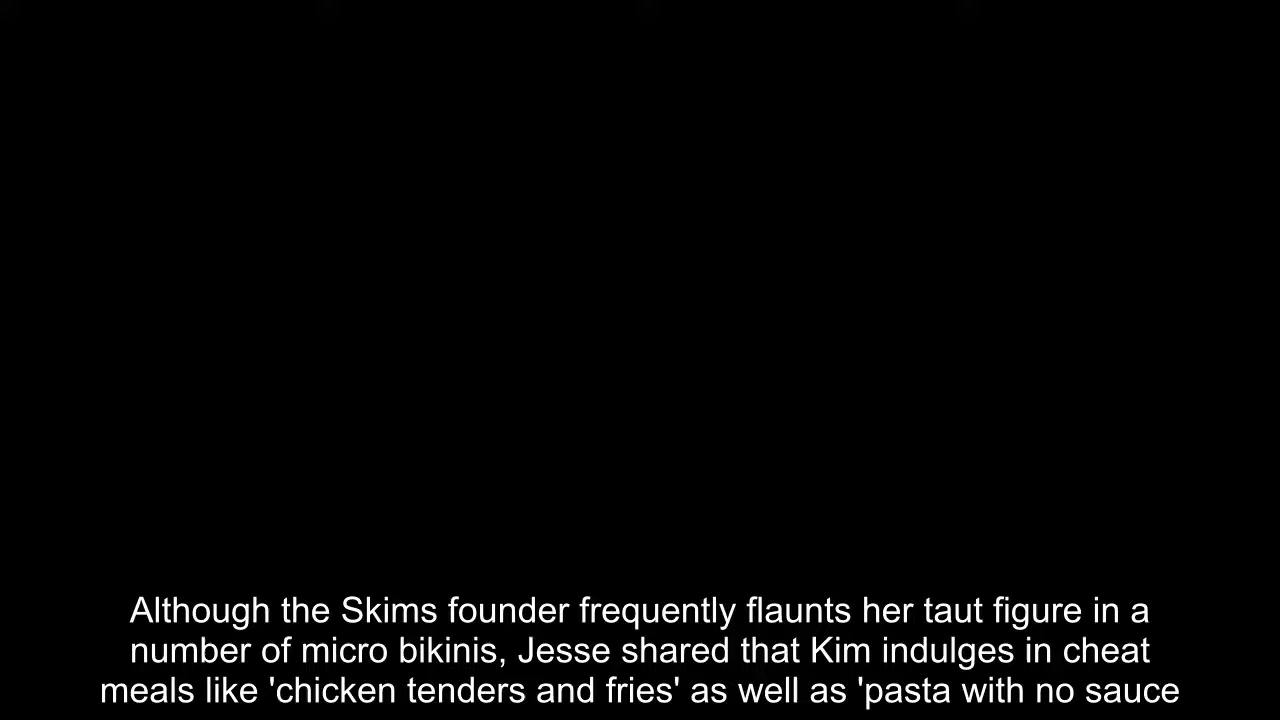 Although the Skims founder frequently flaunts her taut figure in a
number of micro bikinis, Jesse shared that Kim indulges in cheat
meals like 'chicken tenders and fries' as well as 'pasta with no sauce